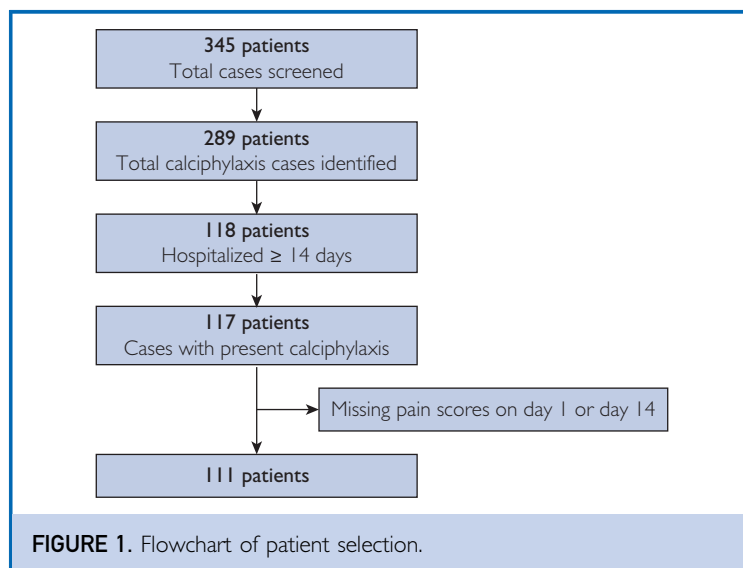 345 patients
Total cases screened
289 patients
Total calciphylaxis cases identified
118 patients
Hospitalized ≥ 14 days
117 patients
Cases with present calciphylaxis
Missing pain scores on day 1 or day 14
111 patients
FIGURE 1. Flowchart of patient selection.